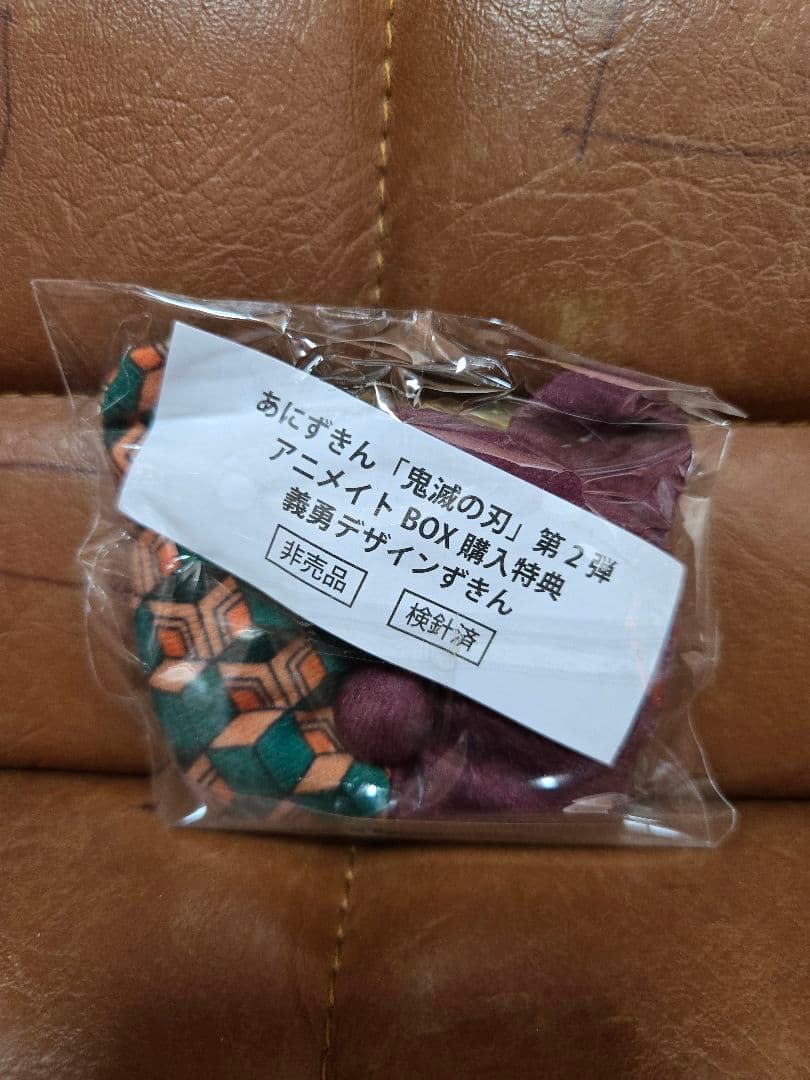 あにずきん「鬼滅の刃」第2弾
アニメイトBOX購入特典
義勇デザインずきん
非売品
検針済